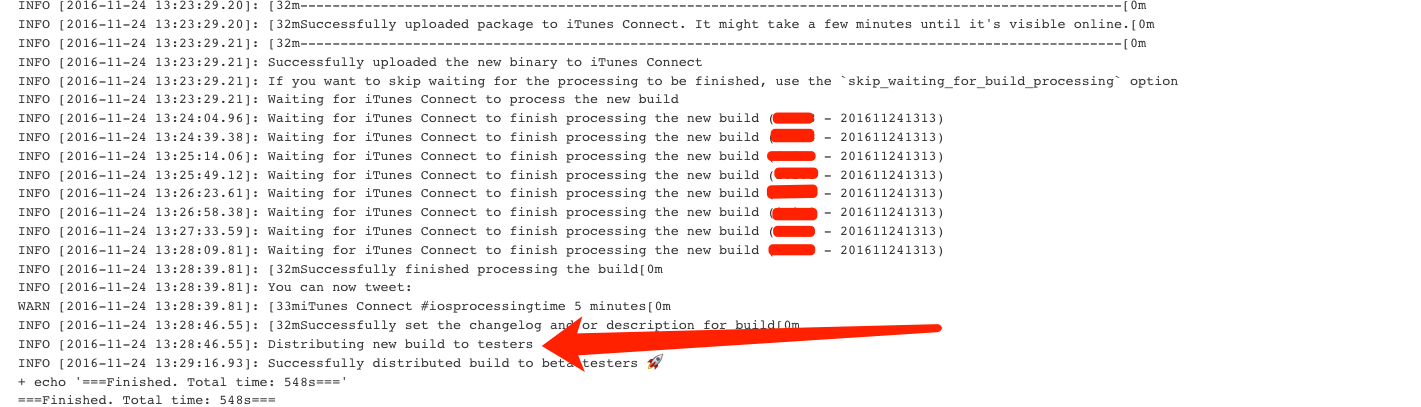 INFO [2016-11-24 13:23:29.20]: [32m-------------------------------------------------------------------------------------------------------[0m
INFO [2016-11-24 13:23:29.20]: [32mSuccessfully uploaded package to iTunes Connect. It might take a few minutes until it's visible online.[0m
INFO [2016-11-24 13:23:29.21]: [32m-------------------------------------------------------------------------------------------------------[0m
INFO [2016-11-24 13:23:29.21]: Successfully uploaded the new binary to iTunes Connect
INFO [2016-11-24 13:23:29.21]: If you want to skip waiting for the processing to be finished, use the `skip_waiting_for_build_processing` option
INFO [2016-11-24 13:23:29.21]: Waiting for iTunes Connect to process the new build
INFO [2016-11-24 13:24:04.96]: Waiting for iTunes Connect to finish processing the new build ( - 201611241313)
INFO [2016-11-24 13:24:39.38]: Waiting for iTunes Connect to finish processing the new build ( - 201611241313)
INFO [2016-11-24 13:25:14.06]: Waiting for iTunes Connect to finish processing the new build - 201611241313)
INFO [2016-11-24 13:25:49.12]: Waiting for iTunes Connect to finish processing the new build ( - 201611241313)
INFO [2016-11-24 13:26:23.61]: Waiting for iTunes Connect to finish processing the new build - 201611241313)
INFO [2016-11-24 13:26:58.38]: Waiting for iTunes Connect to finish processing the new build ( - 201611241313)
INFO [2016-11-24 13:27:33.59]: Waiting for iTunes Connect to finish processing the new build ( - 201611241313)
INFO [2016-11-24 13:28:09.81]: Waiting for iTunes Connect to finish processing the new build - 201611241313)
INFO [2016-11-24 13:28:39.81]: [32mSuccessfully finished processing the build[0m
INFO [2016-11-24 13:28:39.81]: You can now tweet:
WARN [2016-11-24 13:28:39.81]: [33miTunes Connect #iosprocessingtime 5 minutes[0m
INFO [2016-11-24 13:28:46.55]: [32mSuccessfully set the changelog and/or description for build[0m
INFO [2016-11-24 13:28:46.55]: Distributing new build to testers
INFO [2016-11-24 13:29:16.93]: Successfully distributed build to beta testers 🚀
+ echo '===Finished. Total time: 548s==='
===Finished. Total time: 548s===